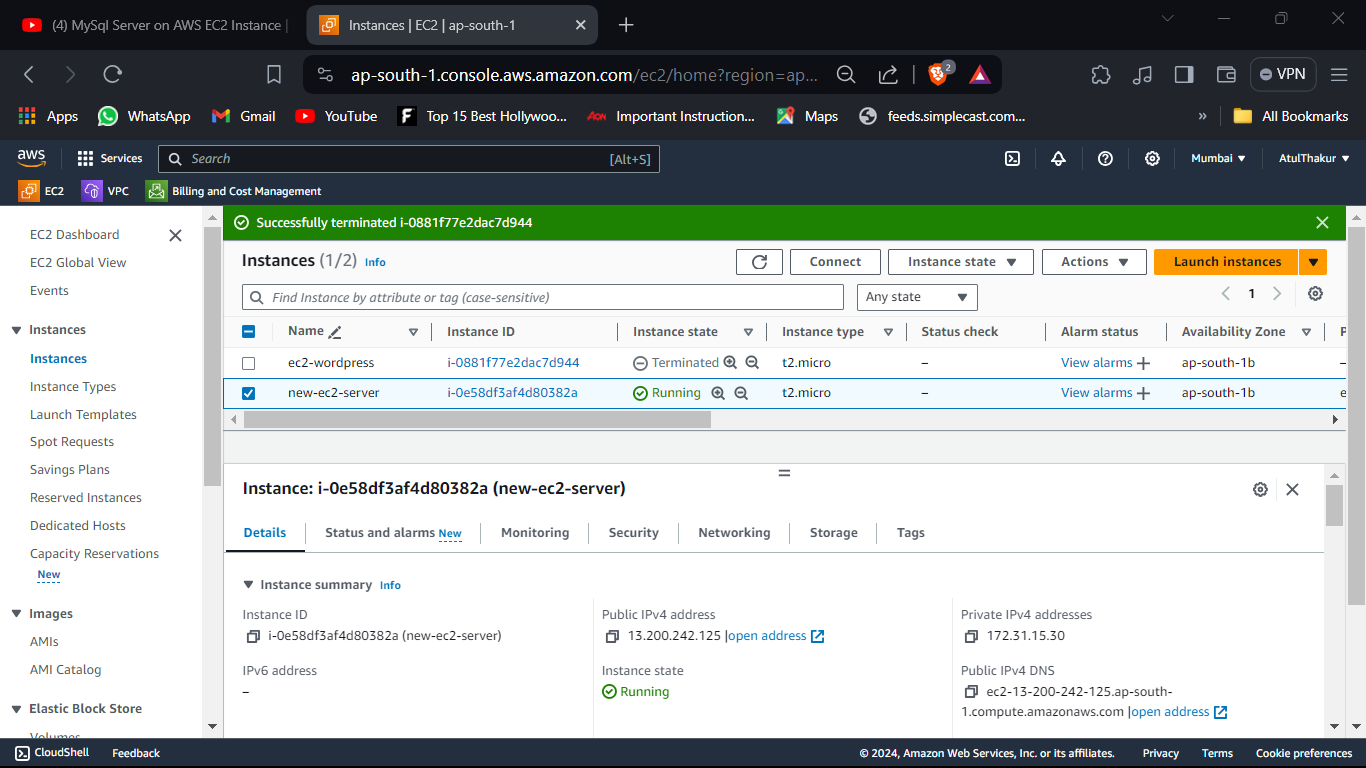 (4) MySql Server on AWS EC2 Instance |
Instances | EC2 | ap-south-1
ap-south-1.console.aws.amazon.com/ec2/home?region=ap...
2
VPN
Apps
WhatsApp
Gmail
YouTube
Top 15 Best Hollywoo...
Important Instruction...
Maps
feeds.simplecast.com...
»
All Bookmarks
aws
Services
Search
[Alt+S]
Mumbai
AtulThakur
EC2
VPC
Billing and Cost Management
EC2 Dashboard
EC2 Global View
Events
Instances
Instances
Instance Types
Launch Templates
Spot Requests
Savings Plans
Reserved Instances
Dedicated Hosts
Capacity Reservations
New
Images
AMIs
AMI Catalog
Elastic Block Store
Volumes
Successfully terminated i-0881f77e2dac7d944
Instances (1/2) Info
Connect
Instance state
Actions
Launch instances
Find Instance by attribute or tag (case-sensitive)
Any state
1
Name Instance ID Instance state Instance type Status check Alarm status Availability Zone P
ec2-wordpress i-0881f77e2dac7d944 Terminated t2.micro – View alarms + ap-south-1b –
new-ec2-server i-0e58df3af4d80382a Running t2.micro – View alarms + ap-south-1b e
Instance: i-0e58df3af4d80382a (new-ec2-server)
Details
Status and alarms New
Monitoring
Security
Networking
Storage
Tags
Instance summary Info
Instance ID
i-0e58df3af4d80382a (new-ec2-server)
Public IPv4 address
13.200.242.125 |open address
Private IPv4 addresses
172.31.15.30
IPv6 address
–
Instance state
Running
Public IPv4 DNS
ec2-13-200-242-125.ap-south-
1.compute.amazonaws.com |open address
CloudShell
Feedback
© 2024, Amazon Web Services, Inc. or its affiliates.
Privacy
Terms
Cookie preferences